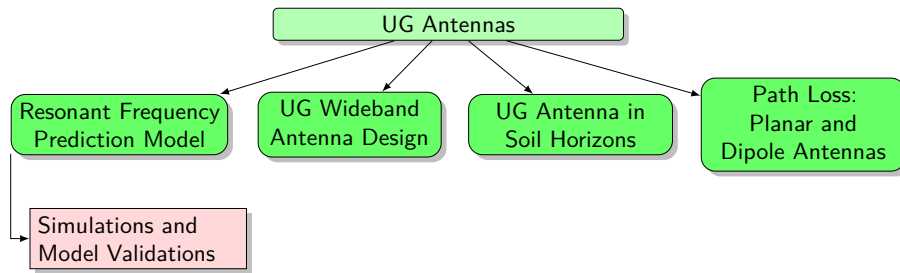 UG Antennas
Resonant Frequency
Prediction Model
UG Wideband
Antenna Design
UG Antenna in
Soil Horizons
Path Loss:
Planar and
Dipole Antennas
Simulations and
Model Validations